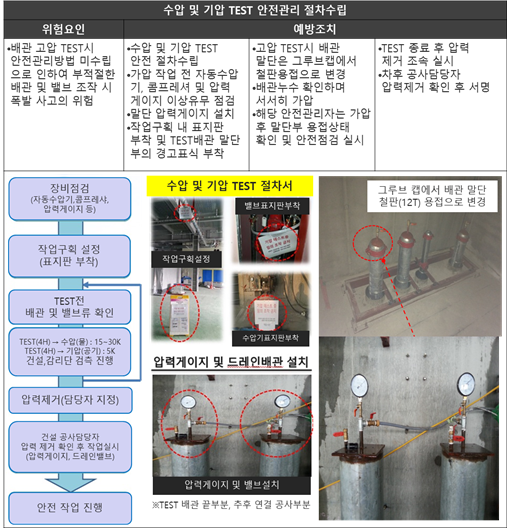 수압 및 기압 TEST 안전관리 절차수립
위험요인
예방조치
•배관 고압 TEST시
안전관리방법 미수립
으로 인하여 부적절한
배관 및 밸브 조작 시
폭발 사고의 위험
•수압 및 기압 TEST
안전 절차수립
•가압 작업 전 자동수압
기, 콤프레셔 및 압력
게이지 이상유무 점검
•말단 압력게이지 설치
•작업구획 내 표지판
부착 및 TEST배관 말단
부의 경고표식 부착
•고압 TEST시 배관
말단은 그루브캡에서
철판용접으로 변경
•배관누수 확인하며
서서히 가압
•해당 안전관리자는 가압
후 말단부 용접상태
확인 및 안전점검 실시
•TEST 종료 후 압력
제거 조속 실시
•차후 공사담당자
압력제거 확인 후 서명
장비점검
(자동수압기,콤프레샤,
압력게이지 등)
작업구획 설정
(표지판 부착)
TEST전
배관 및 밸브류 확인
TEST(4H) → 수압(물) : 15~30K
TEST(4H) → 기압(공기) : 5K
건설,감리단 검측 진행
압력제거(담당자 지정)
건설 공사담당자
압력 제거 확인 후 작업실시
(압력게이지, 드레인밸브)
안전 작업 진행
수압 및 기압 TEST 절차서
작업구획설정
밸브표지판부착
수압기표지판부착
압력게이지 및 드레인배관 설치
압력게이지 및 밸브설치
※TEST 배관 끝부분, 추후 연결 공사부분
그루브 캡에서 배관 말단
철판(12T) 용접으로 변경